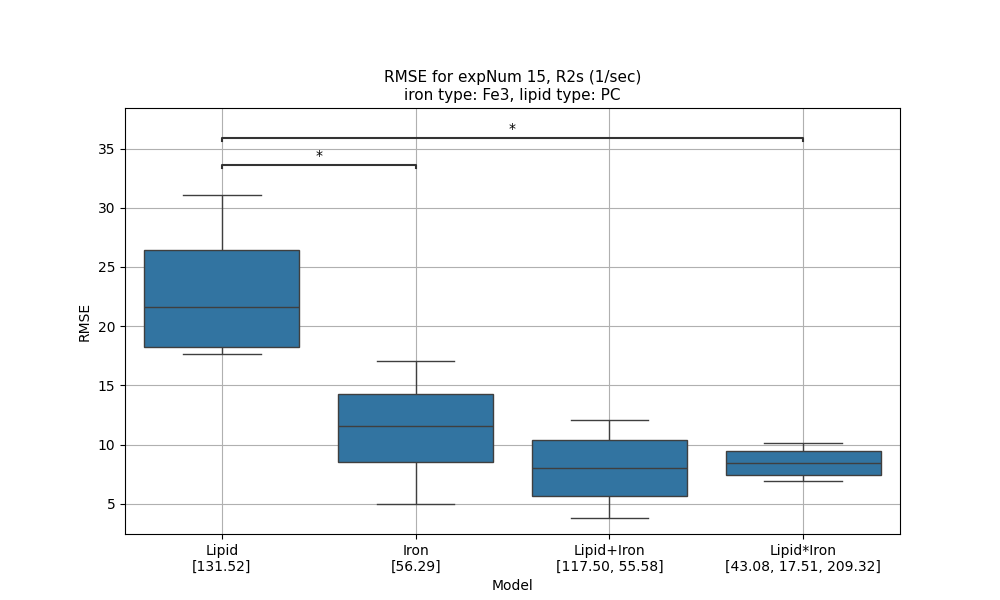 RMSE for expNum 15, R2s (1/sec)
iron type: Fe3, lipid type: PC
*
*
35
30
25
20
15
10
5
RMSE
Lipid
[131.52]
Iron
[56.29]
Lipid+Iron
[117.50, 55.58]
Lipid*Iron
[43.08, 17.51, 209.32]
Model